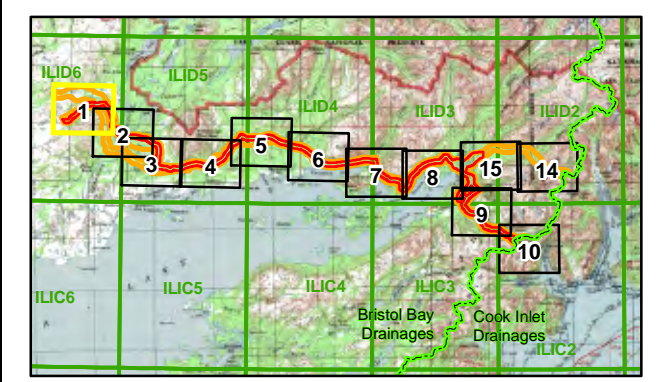 ILID6
ILID5
ILID4
ILID3
ILID2
1
2
3
4
5
6
7
8
15
14
9
10
ILIC6
ILIC5
ILIC4
ILIC3
ILIC2
Bristol Bay
Drainages
Cook Inlet
Drainages
LAKE